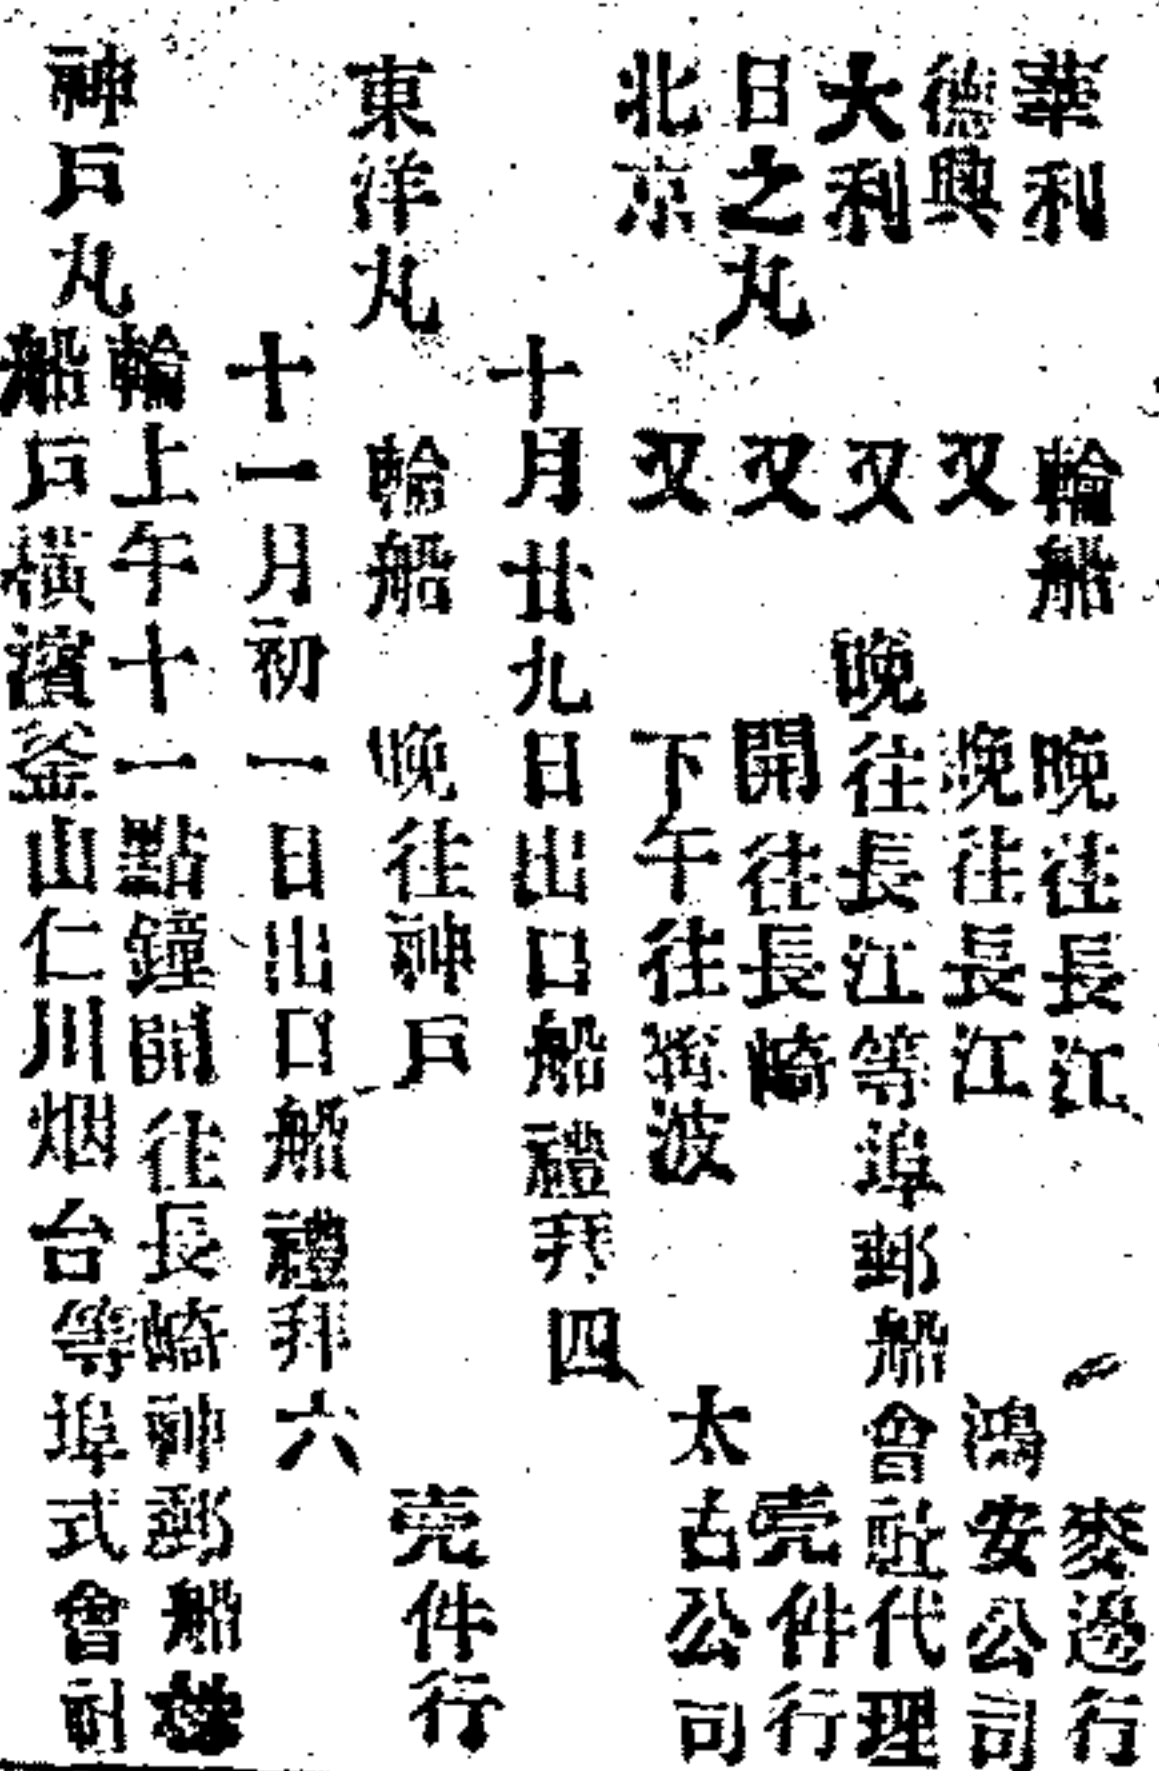 華利 輪船 晚往長江 麥邊行
德興 又 晚往長江 鴻安公司
大利 又 晚往長江等埠郵船會社代理
日之丸 又 開往長崎 壳件行
北京 又 下午往寗波 太古公司
十月廿九日出口船禮拜四
東洋丸 輪船 晚往神戶 壳件行
十一月初一日出口船禮拜六
神戶丸
輪上午十一點鐘開往長崎神郵船株
船戶橫濱釜山仁川烟台等埠式會社